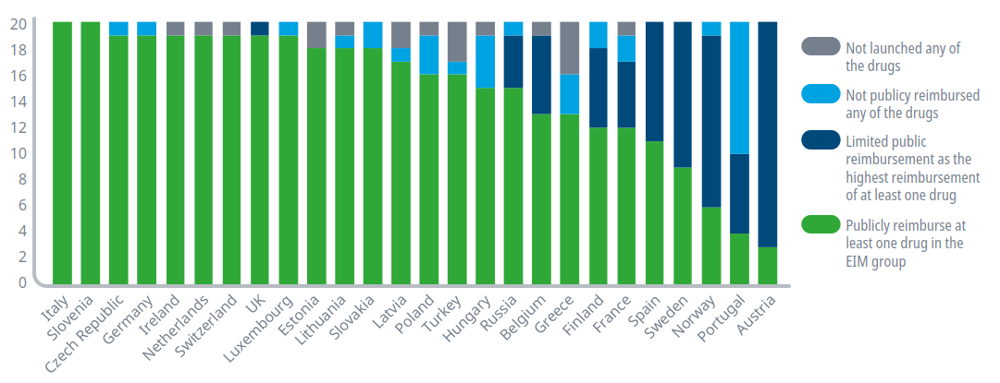 20
18
16
14
12
10
8
6
4
2
0
Italy
Slovenia
Czech Republic
Germany
Ireland
Netherlands
Switzerland
UK
Luxembourg
Estonia
Lithuania
Slovakia
Latvia
Poland
Turkey
Hungary
Russia
Belgium
Greece
Finland
France
Spain
Sweden
Norway
Portugal
Austria
Not launched any of
the drugs
Not publicy reimbursed
any of the drugs
Limited public
reimbursement as the
highest reimbursement
of at least one drug
Publicly reimburse at
least one drug in the
EIM group